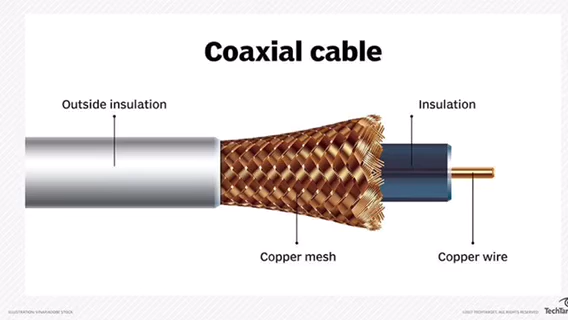 Coaxial cable
Outside insulation
Insulation
Copper mesh
Copper wire